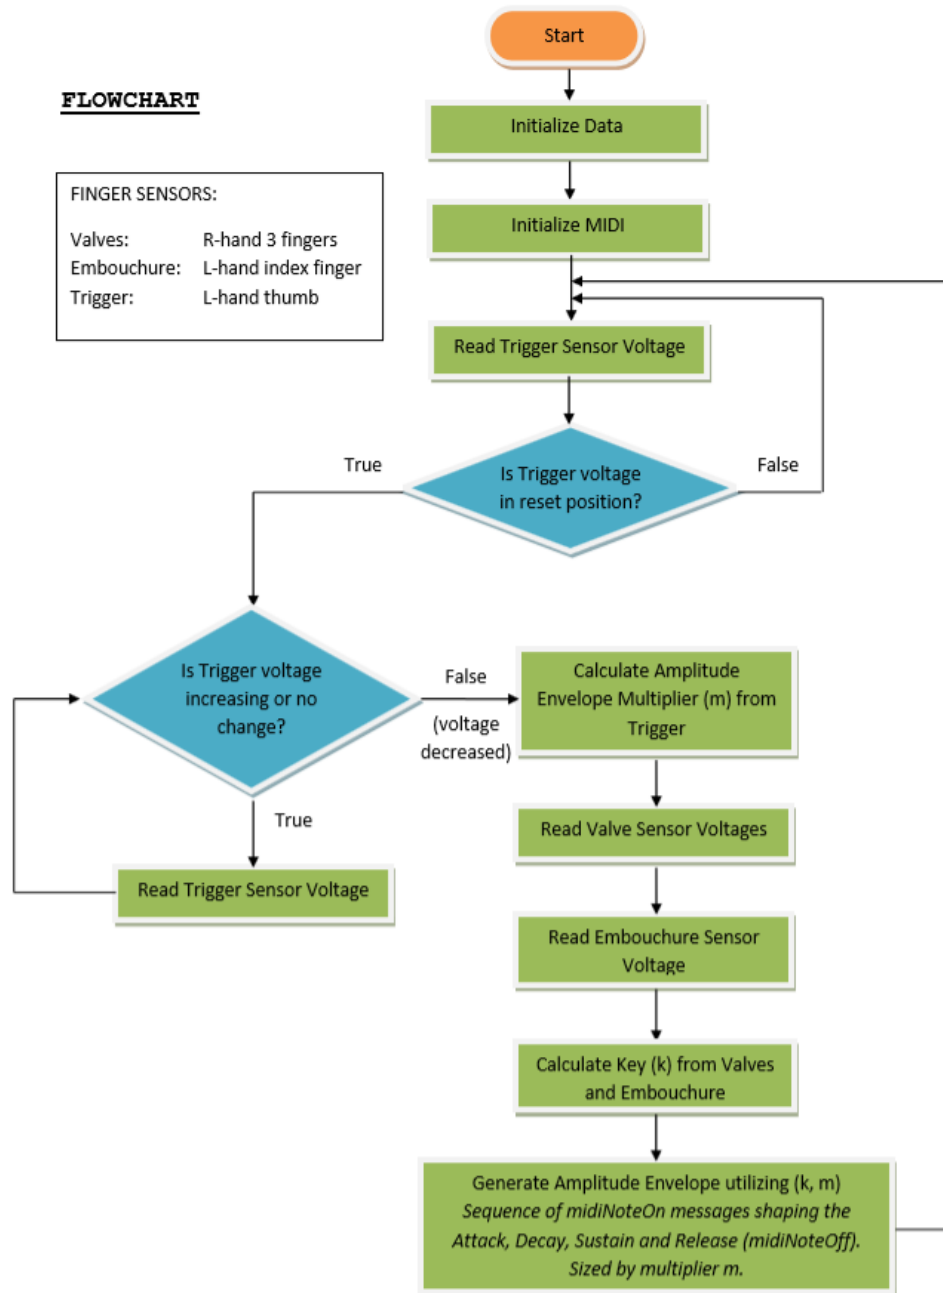 Start
FLOWCHART
Initialize Data
FINGER SENSORS:
Valves: R-hand 3 fingers
Embouchure: L-hand index finger
Trigger: L-hand thumb
Initialize MIDI
Read Trigger Sensor Voltage
True
False
Is Trigger voltage
in reset position?
Is Trigger voltage
increasing or no
change?
False
(voltage
decreased)
True
Read Trigger Sensor Voltage
Calculate Amplitude
Envelope Multiplier (m) from
Trigger
Read Valve Sensor Voltages
Read Embouchure Sensor
Voltage
Calculate Key (k) from Valves
and Embouchure
Generate Amplitude Envelope utilizing (k, m)
Sequence of midiNoteOn messages shaping the
Attack, Decay, Sustain and Release (midiNoteOff).
Sized by multiplier m.